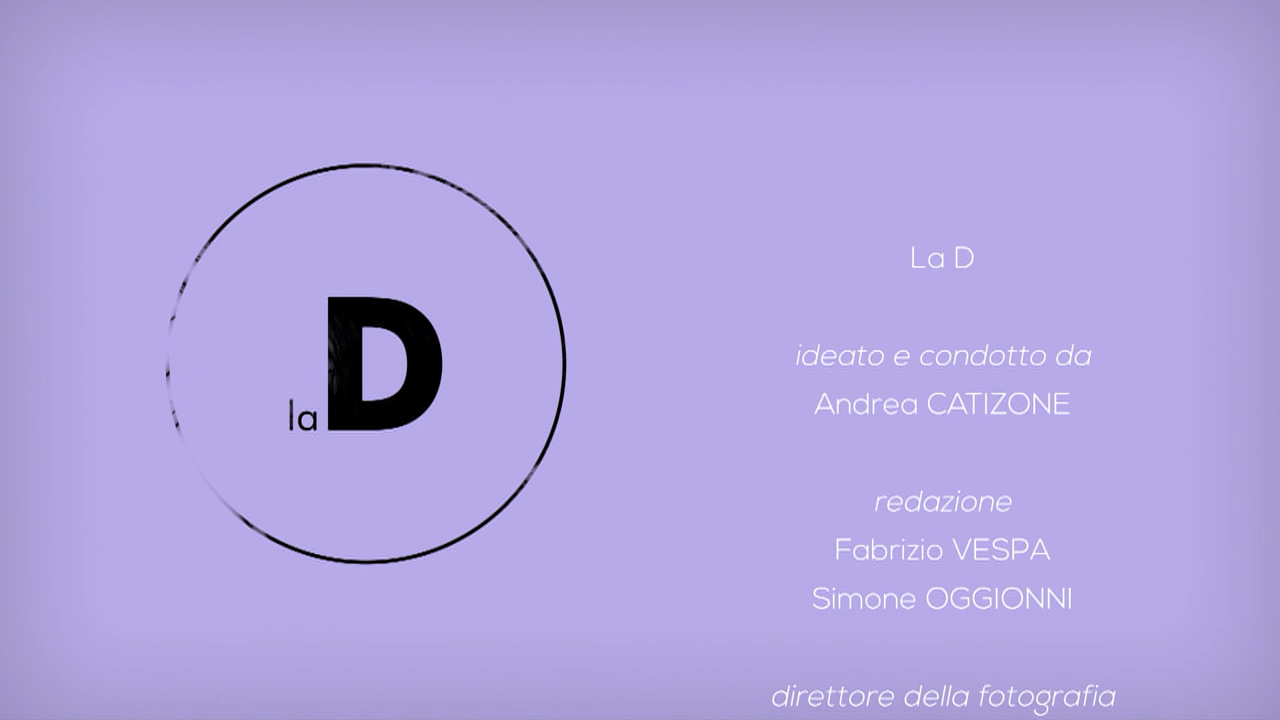 la D
La D
ideato e condotto da
Andrea CATIZONE
redazione
Fabrizio VESPA
Simone OGGIONNI
direttore della fotografia